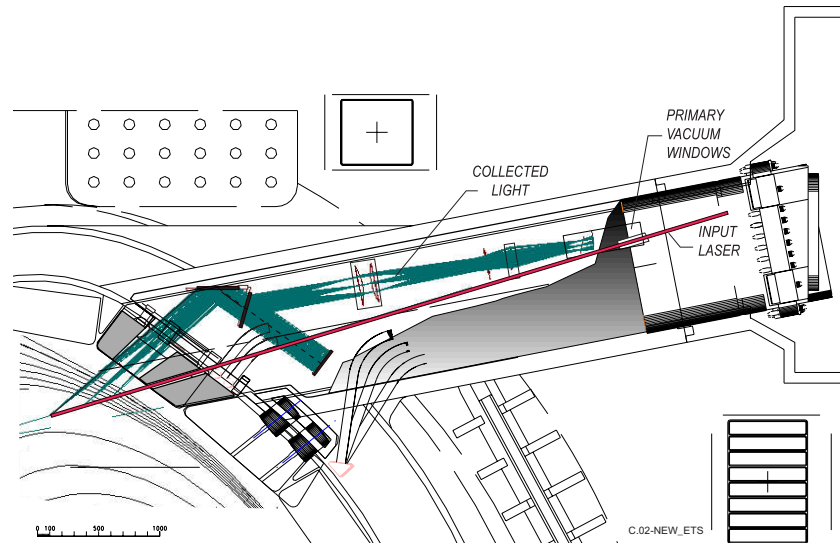 PRIMARY
VACUUM
WINDOWS
COLLECTED
LIGHT
INPUT
LASER
C.02-NEW_ETS
0 100 500 1000